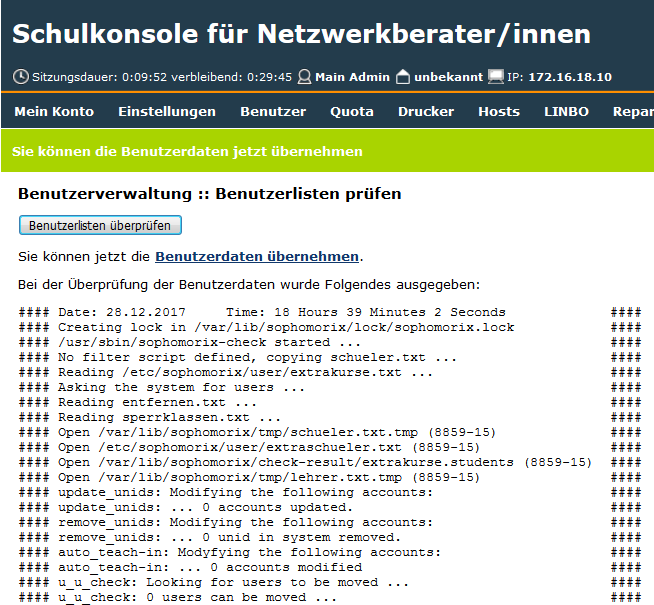 Schulkonsole für Netzwerkberater/innen
Sitzungsdauer: 0:09:52 verbleibend: 0:29:45 Main Admin unbekannt IP: 172.16.18.10
Mein Konto Einstellungen Benutzer Quota Drucker Hosts LINBO Repar
Sie können die Benutzerdaten jetzt übernehmen
Benutzerverwaltung :: Benutzerlisten prüfen
Benutzerlisten überprüfen
Sie können jetzt die Benutzerdaten übernehmen.
Bei der Überprüfung der Benutzerdaten wurde Folgendes ausgegeben:
#### Date: 28.12.2017 Time: 18 Hours 39 Minutes 2 Seconds ####
#### Creating lock in /var/lib/sophomorix/lock/sophomorix.lock ####
#### /usr/sbin/sophomorix-check started ... ####
#### No filter script defined, copying schueler.txt ... ####
#### Reading /etc/sophomorix/user/extrakurse.txt ... ####
#### Asking the system for users ... ####
#### Reading entfernen.txt ... ####
#### Reading sperrklassen.txt ... ####
#### Open /var/lib/sophomorix/tmp/schueler.txt.tmp (8859-15) ####
#### Open /etc/sophomorix/user/extraschueler.txt (8859-15) ####
#### Open /var/lib/sophomorix/check-result/extrakurse.students (8859-15) ####
#### Open /var/lib/sophomorix/tmp/lehrer.txt.tmp (8859-15) ####
#### update_unids: Modifying the following accounts: ####
#### update_unids: ... 0 accounts updated. ####
#### remove_unids: Modifying the following accounts: ####
#### remove_unids: ... 0 unid in system removed. ####
#### auto_teach-in: Modyfying the following accounts: ####
#### auto_teach-in: ... 0 accounts modified ####
#### u_u_check: Looking for users to be moved ... ####
#### u_u_check: 0 users can be moved ... ####